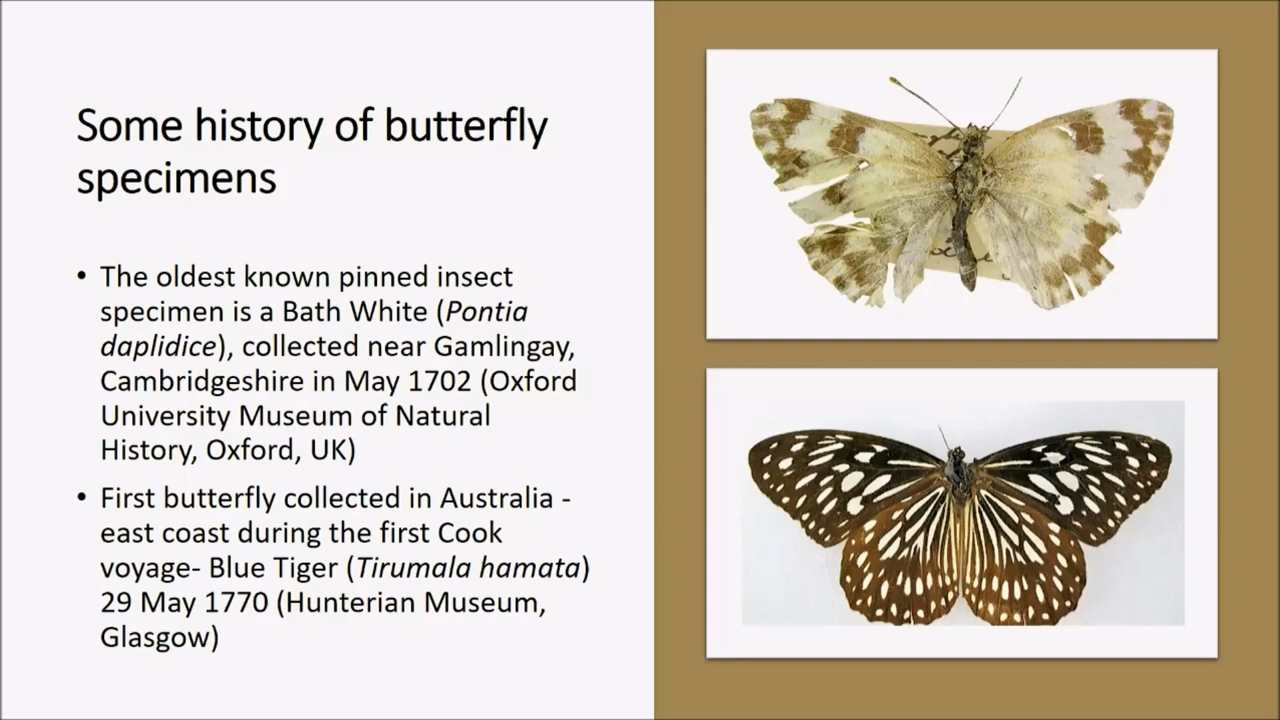 Some history of butterfly
specimens
• The oldest known pinned insect
specimen is a Bath White (Pontia
daplidice), collected near Gamlingay,
Cambridgeshire in May 1702 (Oxford
University Museum of Natural
History, Oxford, UK)
• First butterfly collected in Australia -
east coast during the first Cook
voyage- Blue Tiger (Tirumala hamata)
29 May 1770 (Hunterian Museum,
Glasgow)